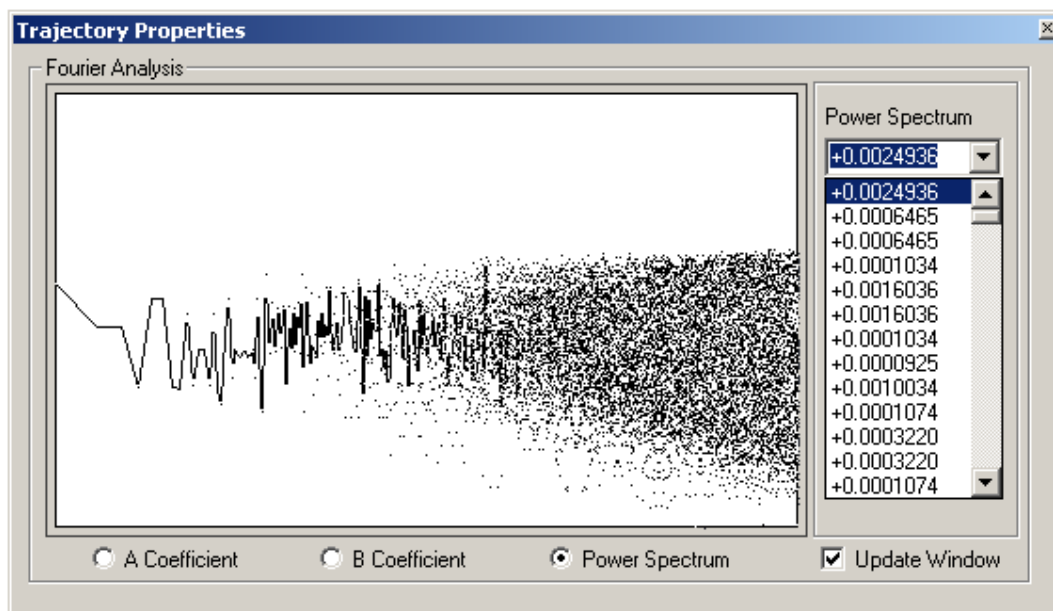 Trajectory Properties
Fourier Analysis
Power Spectrum
+0.0024936
+0.0024936
+0.0006465
+0.0006465
+0.0001034
+0.0016036
+0.0016036
+0.0001034
+0.0000925
+0.0010034
+0.0001074
+0.0003220
+0.0003220
+0.0001074
A Coefficient
B Coefficient
Power Spectrum
Update Window